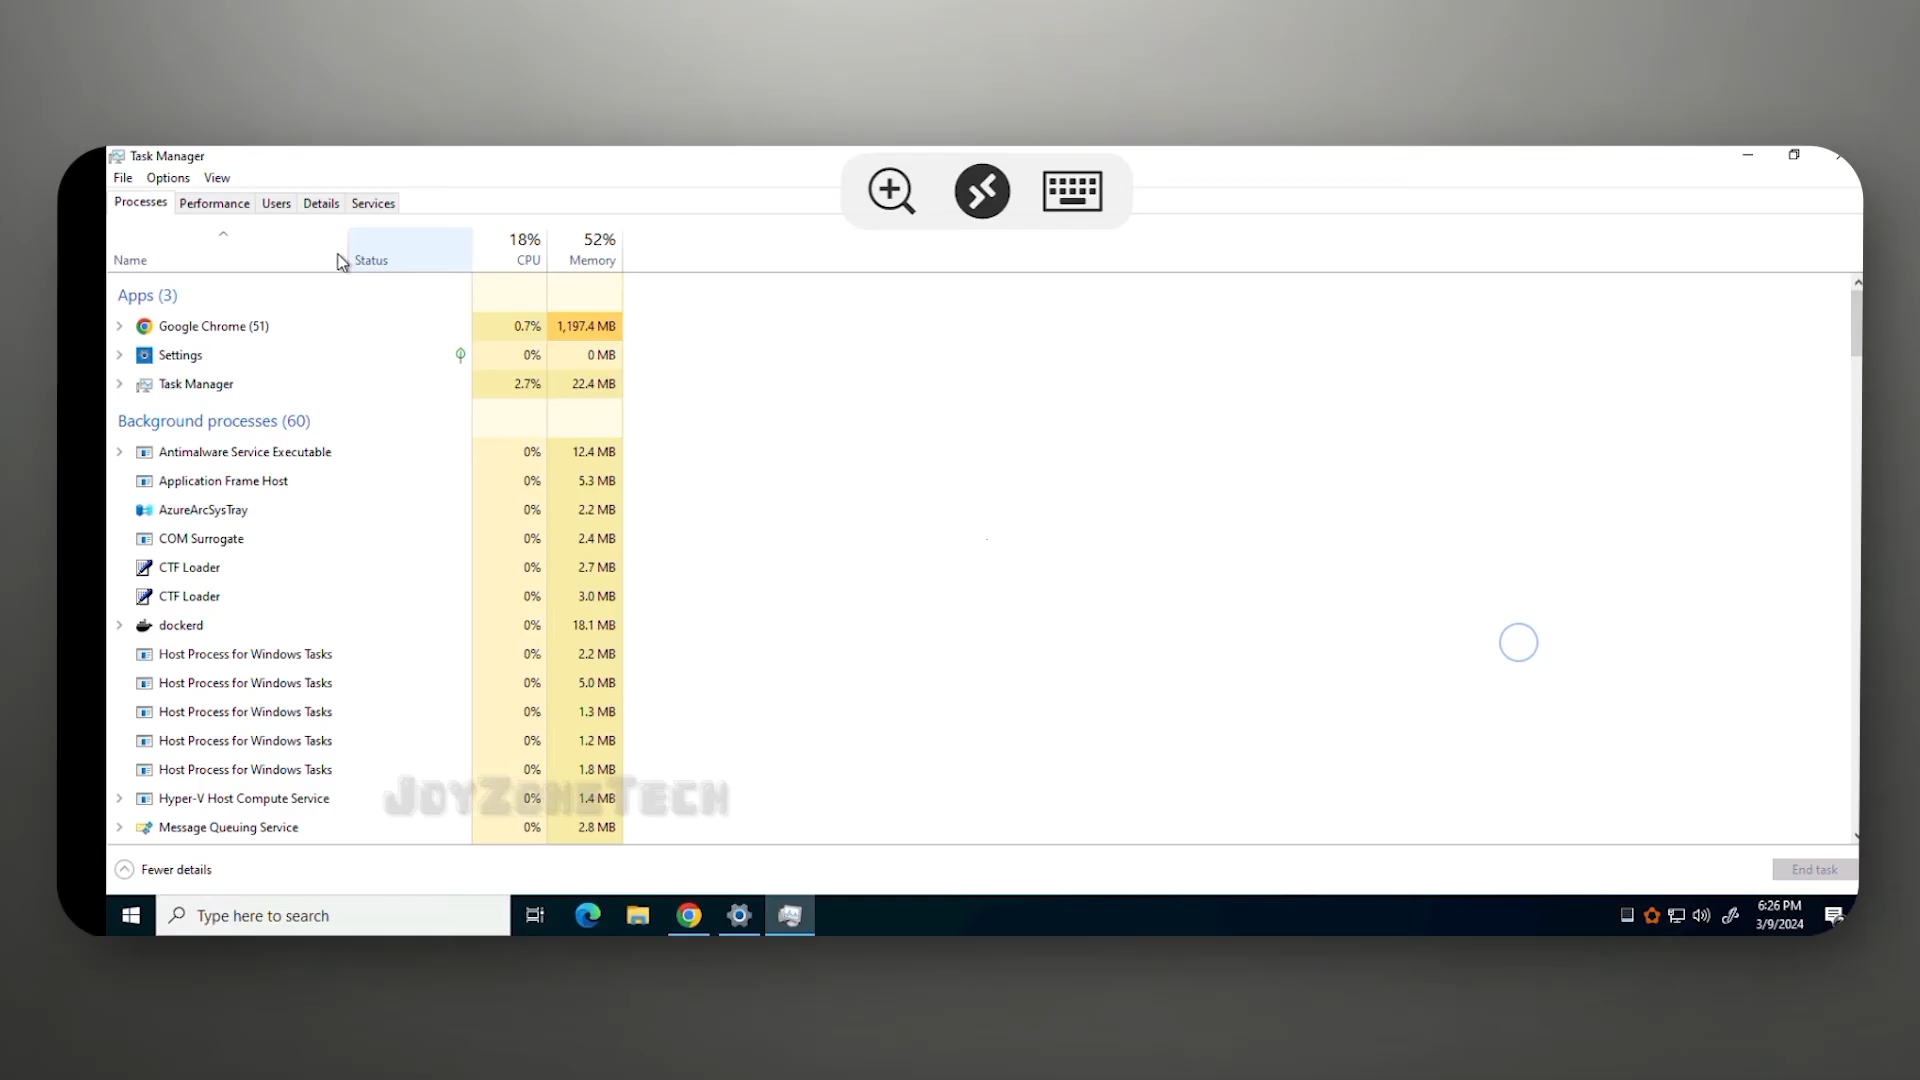 Task Manager
File Options View
Processes Performance Users Details Services
18% 52%
Name Status CPU Memory
Apps (3)
Google Chrome (51) 0.7% 1,197.4 MB
Settings 0% 0 MB
Task Manager 2.7% 22.4 MB
Background processes (60)
Antimalware Service Executable 0% 12.4 MB
Application Frame Host 0% 5.3 MB
AzureArcSysTray 0% 2.2 MB
COM Surrogate 0% 2.4 MB
CTF Loader 0% 2.7 MB
CTF Loader 0% 3.0 MB
dockerd 0% 18.1 MB
Host Process for Windows Tasks 0% 2.2 MB
Host Process for Windows Tasks 0% 5.0 MB
Host Process for Windows Tasks 0% 1.3 MB
Host Process for Windows Tasks 0% 1.2 MB
Host Process for Windows Tasks 0% 1.8 MB
Hyper-V Host Compute Service 0% 1.4 MB
JoyZoneTech
Message Queuing Service 0% 2.8 MB
Fewer details End task
Type here to search
6:26 PM
3/9/2024